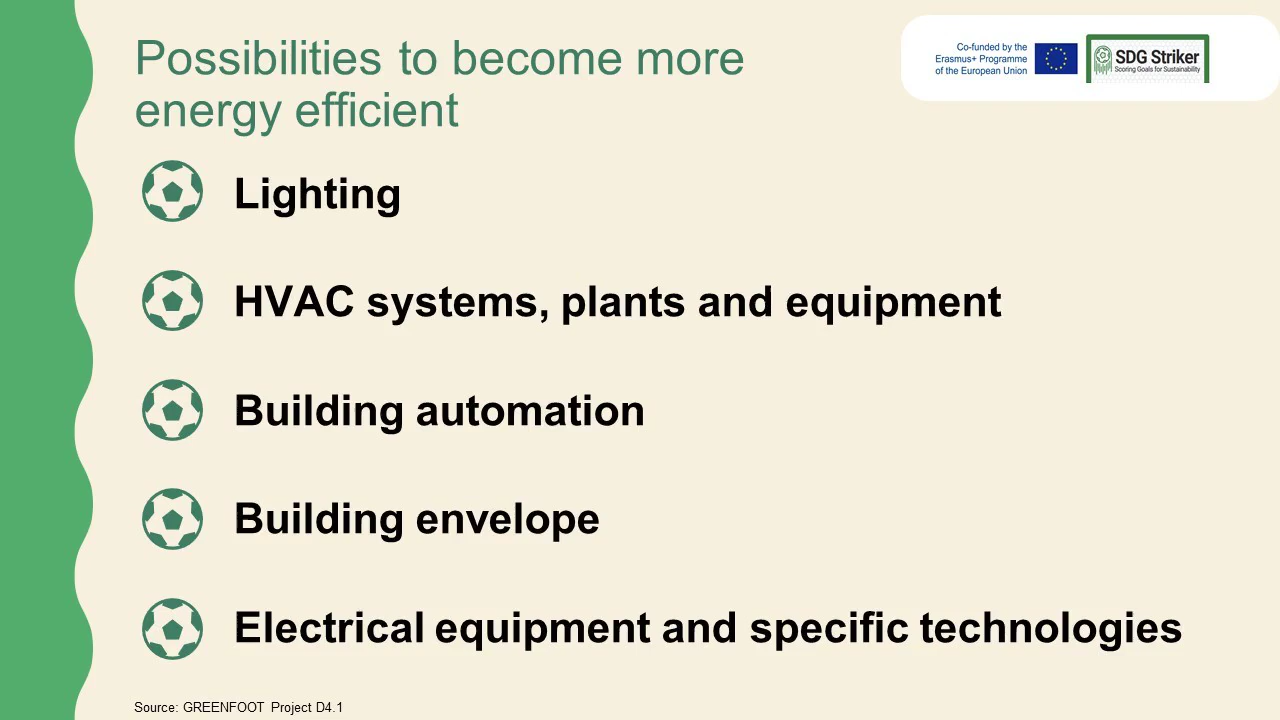 Possibilities to become more
energy efficient
Co-funded by the
Erasmus+ Programme
of the European Union
SDG Striker
Scoring Goals for Sustainability
Lighting
HVAC systems, plants and equipment
Building automation
Building envelope
Electrical equipment and specific technologies
Source: GREENFOOT Project D4.1